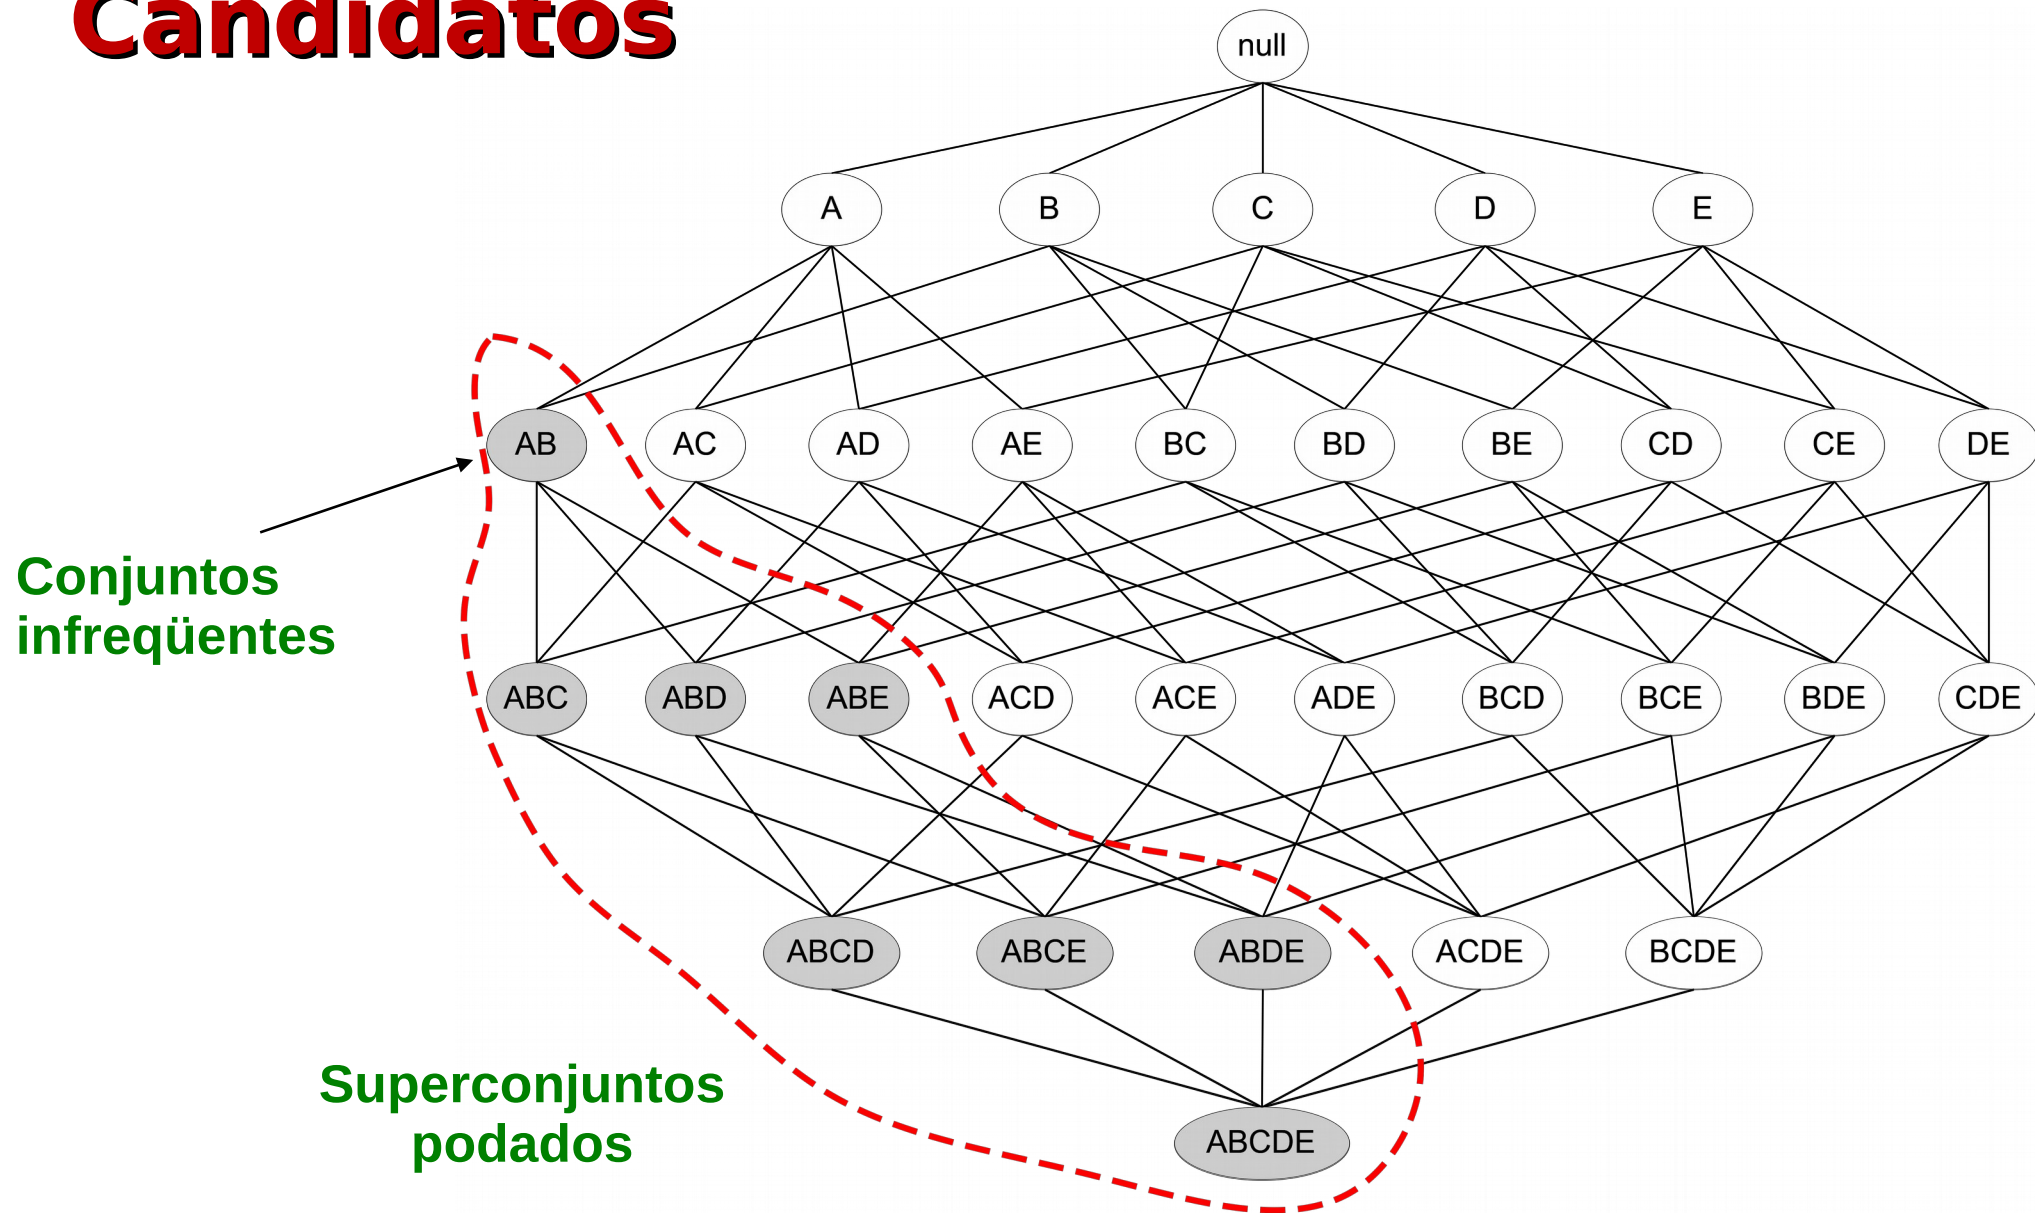 Candidatos
null
A B C D E
AB AC AD AE BC BD BE CD CE DE
Conjuntos
infreqüentes
ABC ABD ABE ACD ACE ADE BCD BCE BDE CDE
ABCD ABCE ABDE ACDE BCDE
Superconjuntos
podados
ABCDE